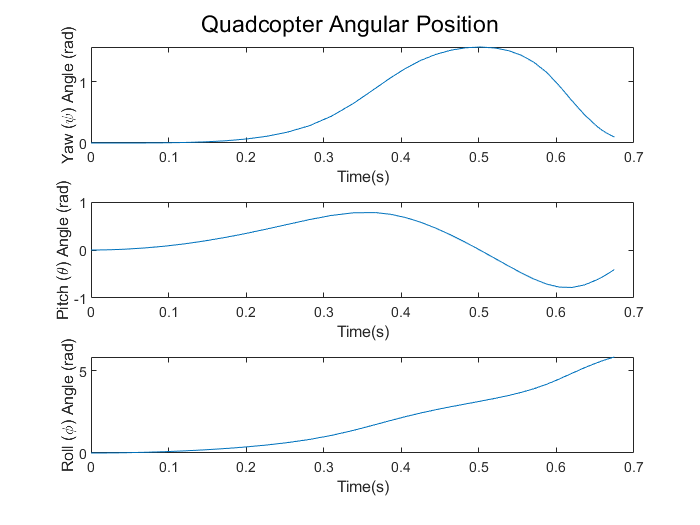 Quadcopter Angular Position
Yaw (ψ) Angle (rad)
1
0
0 0.1 0.2 0.3 0.4 0.5 0.6 0.7
Time(s)
Pitch (θ) Angle (rad)
1
0
-1
0 0.1 0.2 0.3 0.4 0.5 0.6 0.7
Time(s)
Roll (ϕ) Angle (rad)
5
0
0 0.1 0.2 0.3 0.4 0.5 0.6 0.7
Time(s)